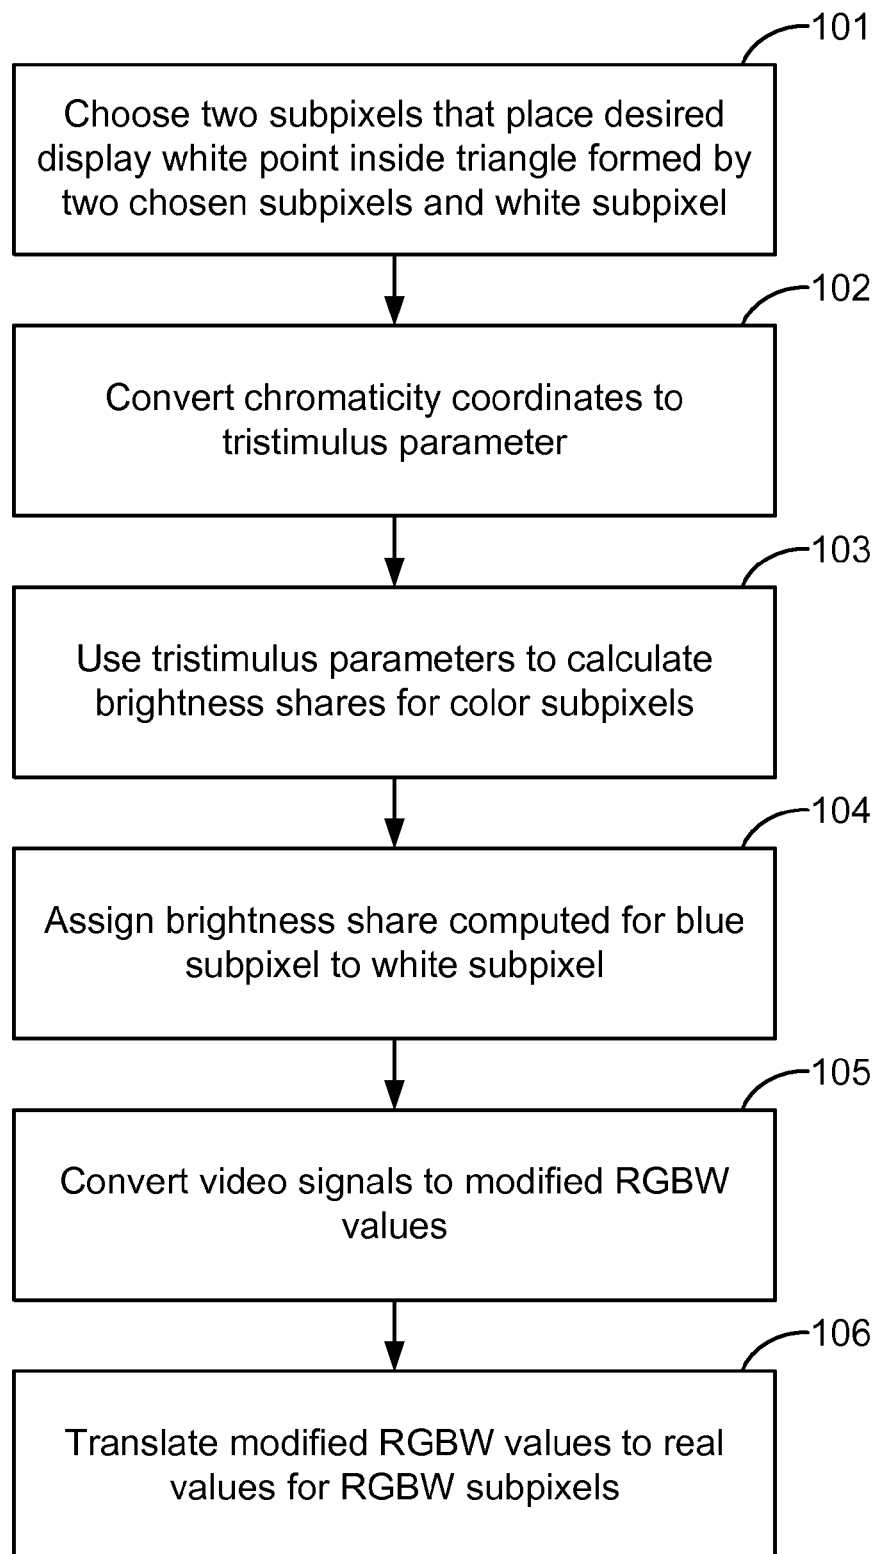 101
Choose two subpixels that place desired
display white point inside triangle formed by
two chosen subpixels and white subpixel
102
Convert chromaticity coordinates to
tristimulus parameter
103
Use tristimulus parameters to calculate
brightness shares for color subpixels
104
Assign brightness share computed for blue
subpixel to white subpixel
105
Convert video signals to modified RGBW
values
106
Translate modified RGBW values to real
values for RGBW subpixels